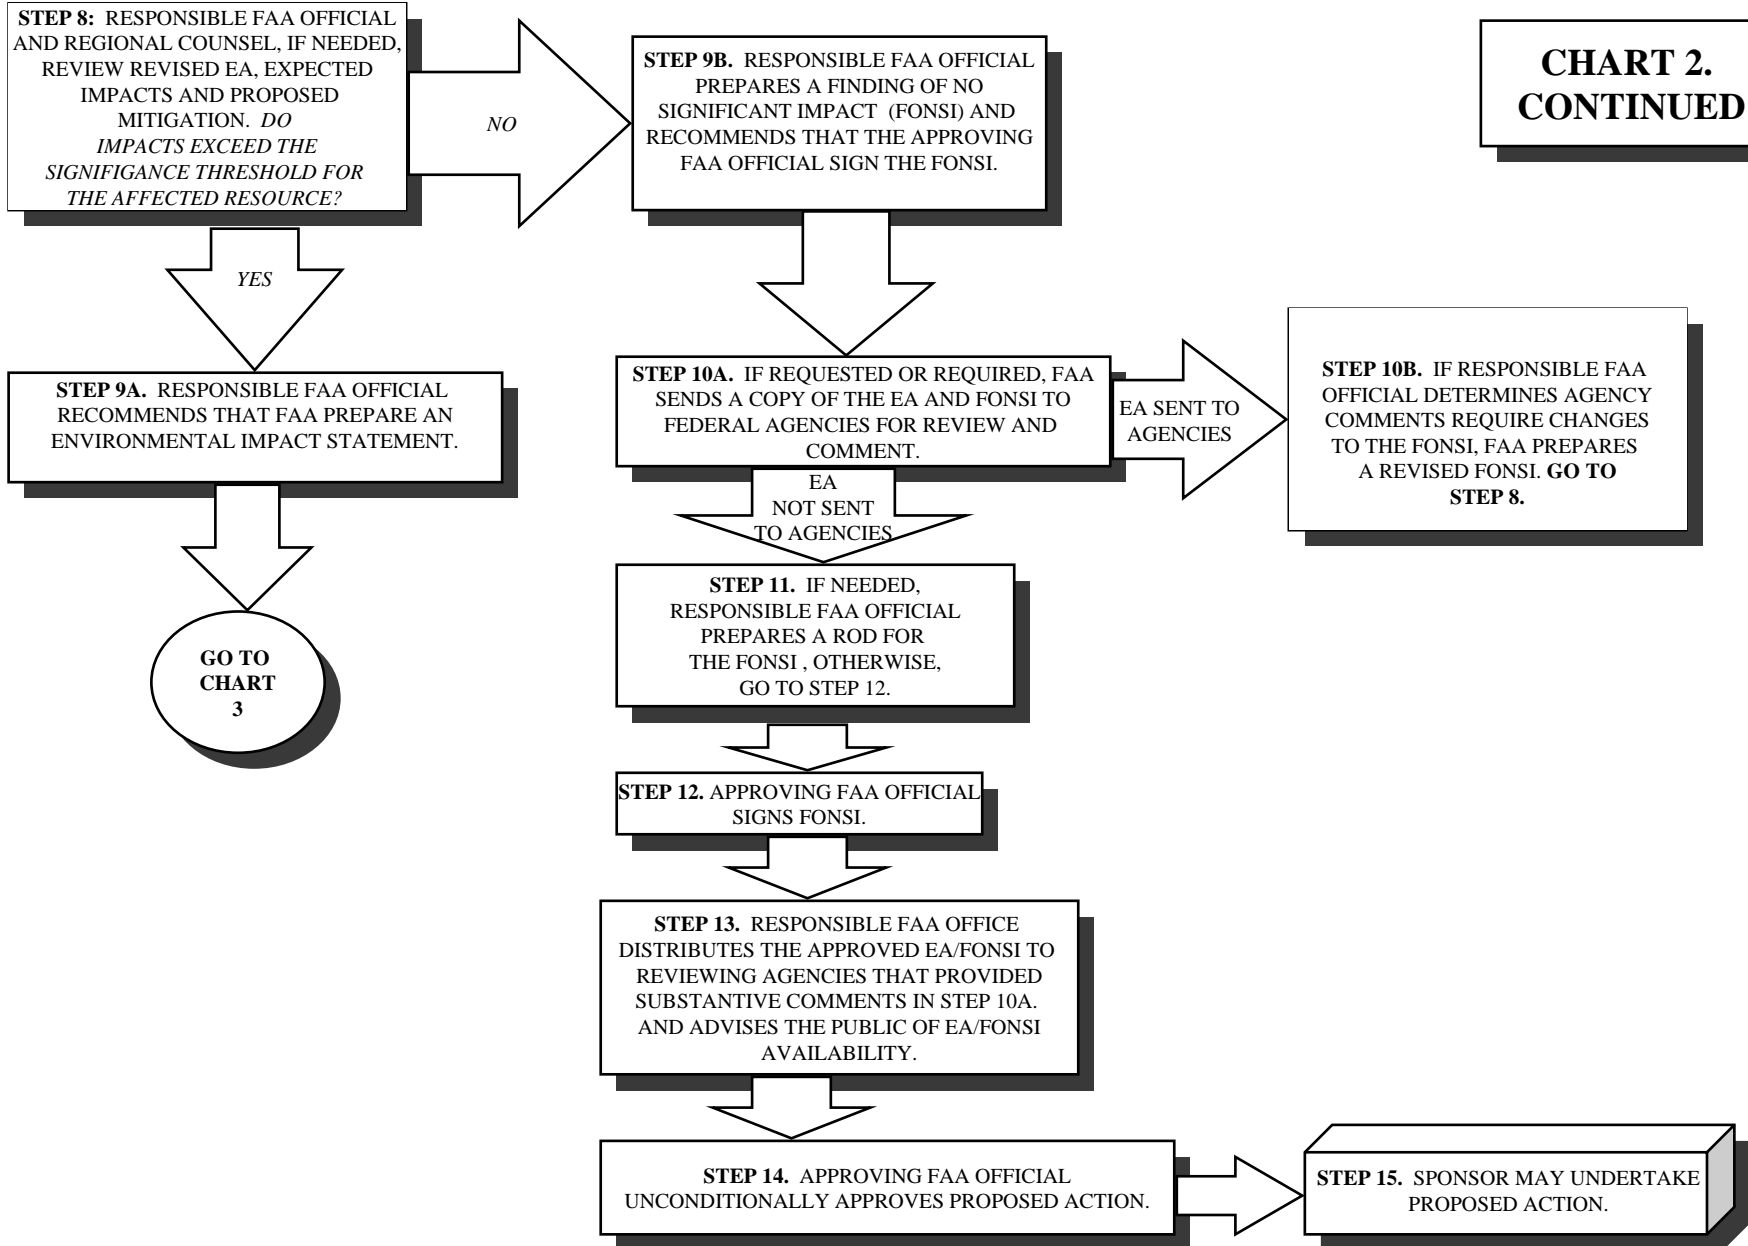 STEP 8: RESPONSIBLE FAA OFFICIAL
AND REGIONAL COUNSEL, IF NEEDED,
REVIEW REVISED EA, EXPECTED
IMPACTS AND PROPOSED
MITIGATION. DO
IMPACTS EXCEED THE
SIGNIFIGANCE THRESHOLD FOR
THE AFFECTED RESOURCE?
NO
STEP 9B. RESPONSIBLE FAA OFFICIAL
PREPARES A FINDING OF NO
SIGNIFICANT IMPACT (FONSI) AND
RECOMMENDS THAT THE APPROVING
FAA OFFICIAL SIGN THE FONSI.
CHART 2.
CONTINUED
YES
STEP 9A. RESPONSIBLE FAA OFFICIAL
RECOMMENDS THAT FAA PREPARE AN
ENVIRONMENTAL IMPACT STATEMENT.
GO TO
CHART
3
STEP 10A. IF REQUESTED OR REQUIRED, FAA
SENDS A COPY OF THE EA AND FONSI TO
FEDERAL AGENCIES FOR REVIEW AND
COMMENT.
EA SENT TO
AGENCIES
STEP 10B. IF RESPONSIBLE FAA
OFFICIAL DETERMINES AGENCY
COMMENTS REQUIRE CHANGES
TO THE FONSI, FAA PREPARES
A REVISED FONSI. GO TO
STEP 8.
EA
NOT SENT
TO AGENCIES
STEP 11. IF NEEDED,
RESPONSIBLE FAA OFFICIAL
PREPARES A ROD FOR
THE FONSI , OTHERWISE,
GO TO STEP 12.
STEP 12. APPROVING FAA OFFICIAL
SIGNS FONSI.
STEP 13. RESPONSIBLE FAA OFFICE
DISTRIBUTES THE APPROVED EA/FONSI TO
REVIEWING AGENCIES THAT PROVIDED
SUBSTANTIVE COMMENTS IN STEP 10A.
AND ADVISES THE PUBLIC OF EA/FONSI
AVAILABILITY.
STEP 14. APPROVING FAA OFFICIAL
UNCONDITIONALLY APPROVES PROPOSED ACTION.
STEP 15. SPONSOR MAY UNDERTAKE
PROPOSED ACTION.